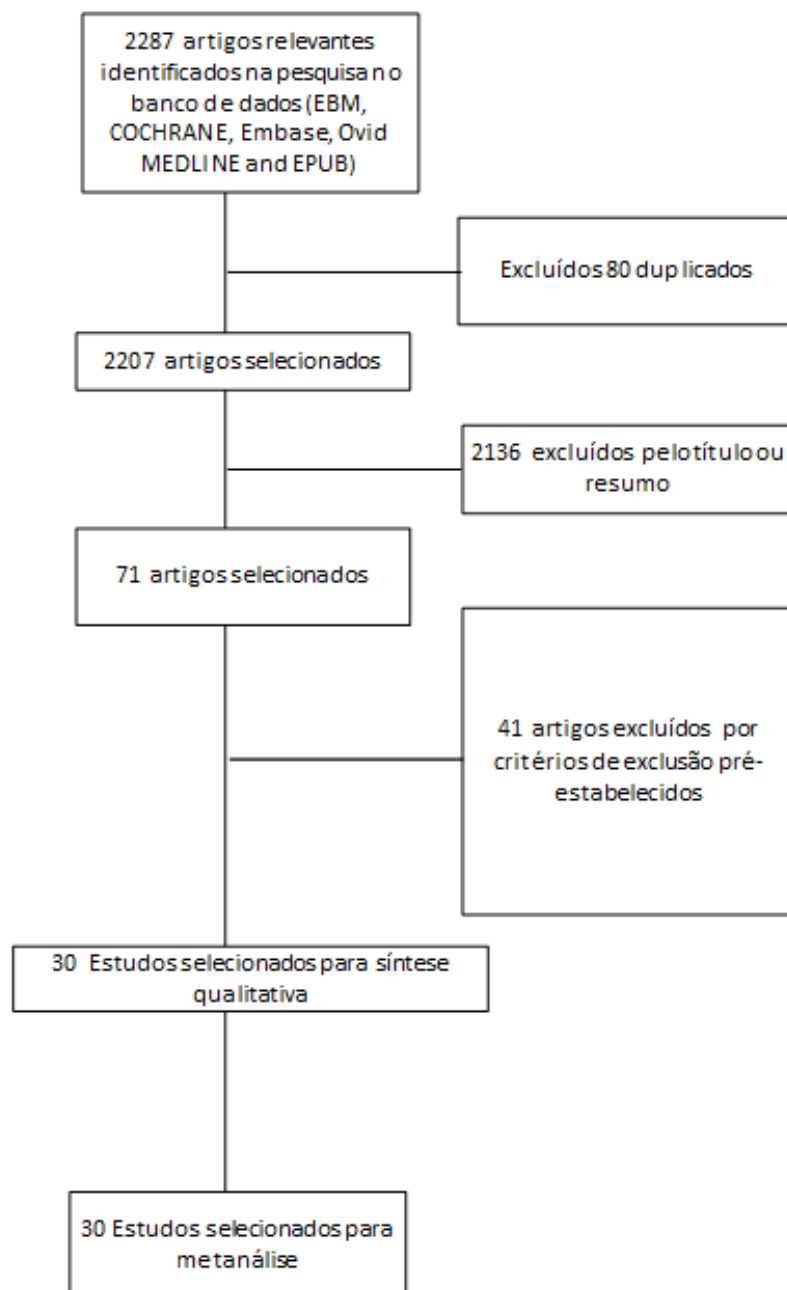 2287 artigos relevantes
identificados na pesquisa no
banco de dados (EBM,
COCHRANE, Embase, Ovid
MEDLINE and EPUB)
Excluídos 80 duplicados
2207 artigos selecionados
2136 excluídos pelo título ou
resumo
71 artigos selecionados
41 artigos excluídos por
critérios de exclusão pré-
estabelecidos
30 Estudos selecionados para síntese
qualitativa
30 Estudos selecionados para
metanálise